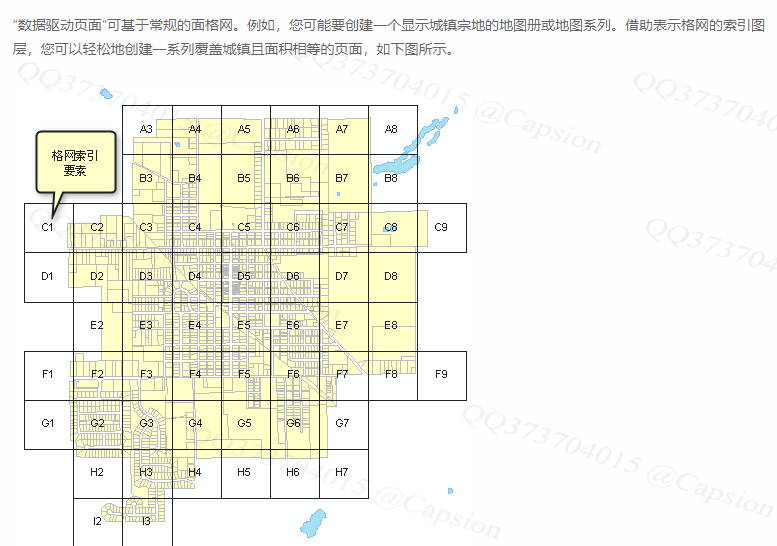 “数据驱动页面”可基于常规的面格网。例如，您可能要创建一个显示城镇宗地的地图册或地图系列。借助表示格网的索引图
层，您可以轻松地创建一系列覆盖城镇且面积相等的页面，如下图所示。
QQ373704015 @Capsion
QQ373704015
A3 A4 A5 A6 A7 A8
格网索引
要素
B3 B4 B5 B6 B7 B8
C1 C2 C3 C4 C5 C6 C7 C8 C9
QQ373704015
D1 D2 D3 D4 D5 D6 D7 D8
E2 E3 E4 E5 E6 E7 E8
F1 F2 F3 F4 F5 F6 F7 F8 F9
G1 G2 G3 G4 G5 G6 G7
QQ373704015 @Capsion
H2 H3 H4 H5 H6 H7
QQ373704015 @Capsion
I2 I3